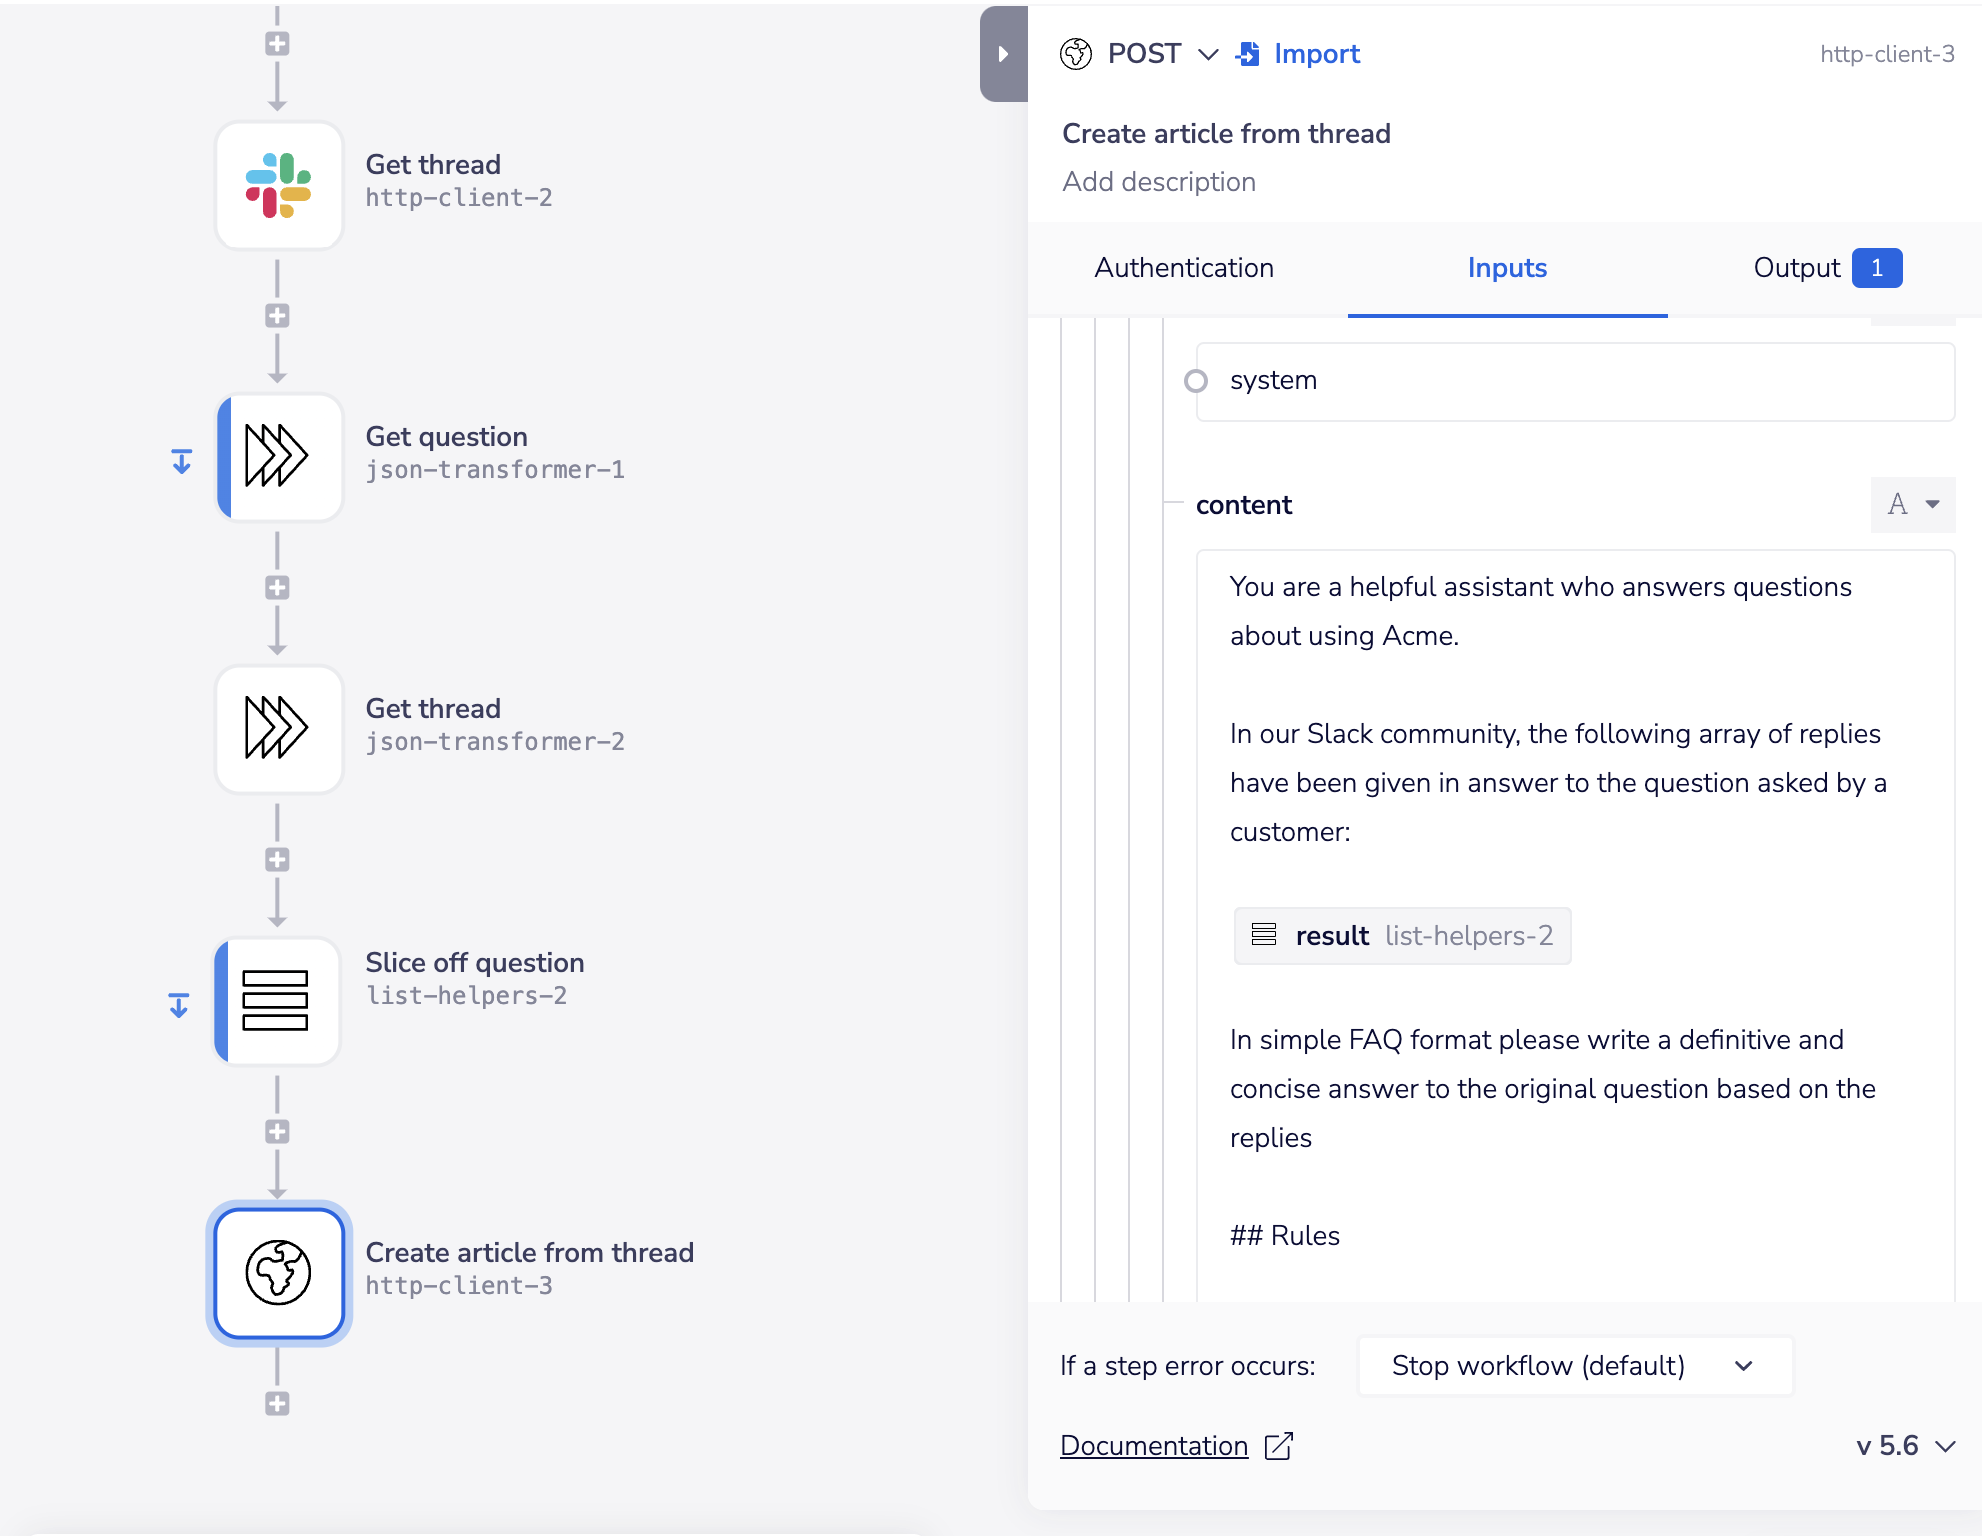 Get thread
http-client-2
Get question
json-transformer-1
Get thread
json-transformer-2
Slice off question
list-helpers-2
Create article from thread
http-client-3
POST
Import
http-client-3
Create article from thread
Add description
Authentication
Inputs
Output 1
system
content
A
You are a helpful assistant who answers questions
about using Acme.
In our Slack community, the following array of replies
have been given in answer to the question asked by a
customer:
result list-helpers-2
In simple FAQ format please write a definitive and
concise answer to the original question based on the
replies
## Rules
If a step error occurs:
Stop workflow (default)
Documentation
v 5.6